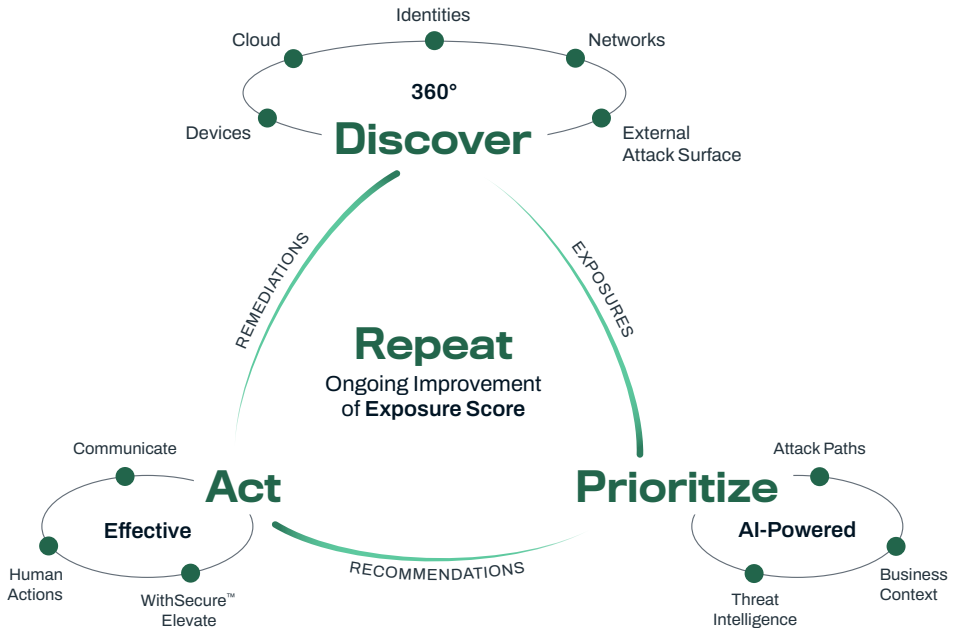 Identities
Cloud
Networks
360°
Devices
Discover
External
Attack Surface
REMEDIATIONS
EXPOSURES
Repeat
Ongoing Improvement
of Exposure Score
Communicate
Act
Effective
Human
Actions
WithSecure™
Elevate
RECOMMENDATIONS
Prioritize
Attack Paths
AI-Powered
Business
Context
Threat
Intelligence